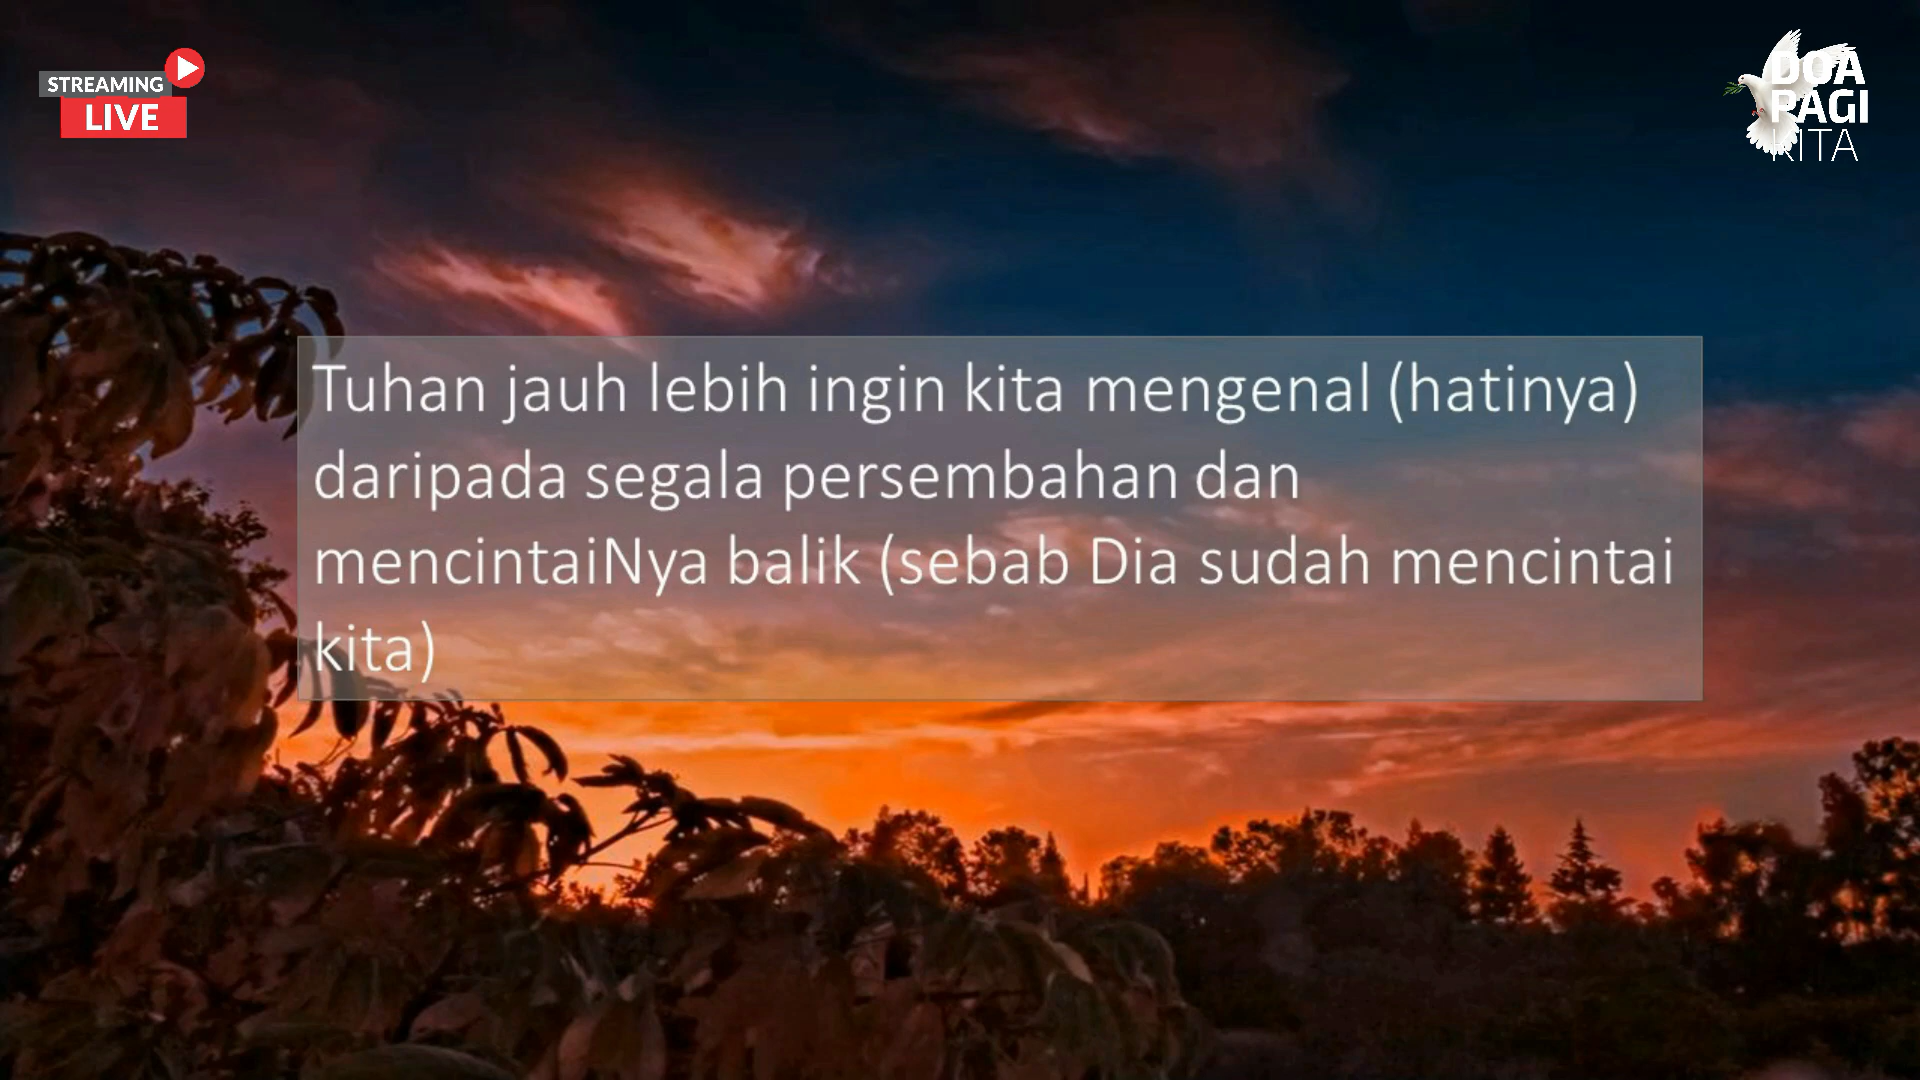 STREAMING
LIVE
DOA
PAGI
KITA
Tuhan jauh lebih ingin kita mengenal (hatinya)
daripada segala persembahan dan
mencintaiNya balik (sebab Dia sudah mencintai
kita)